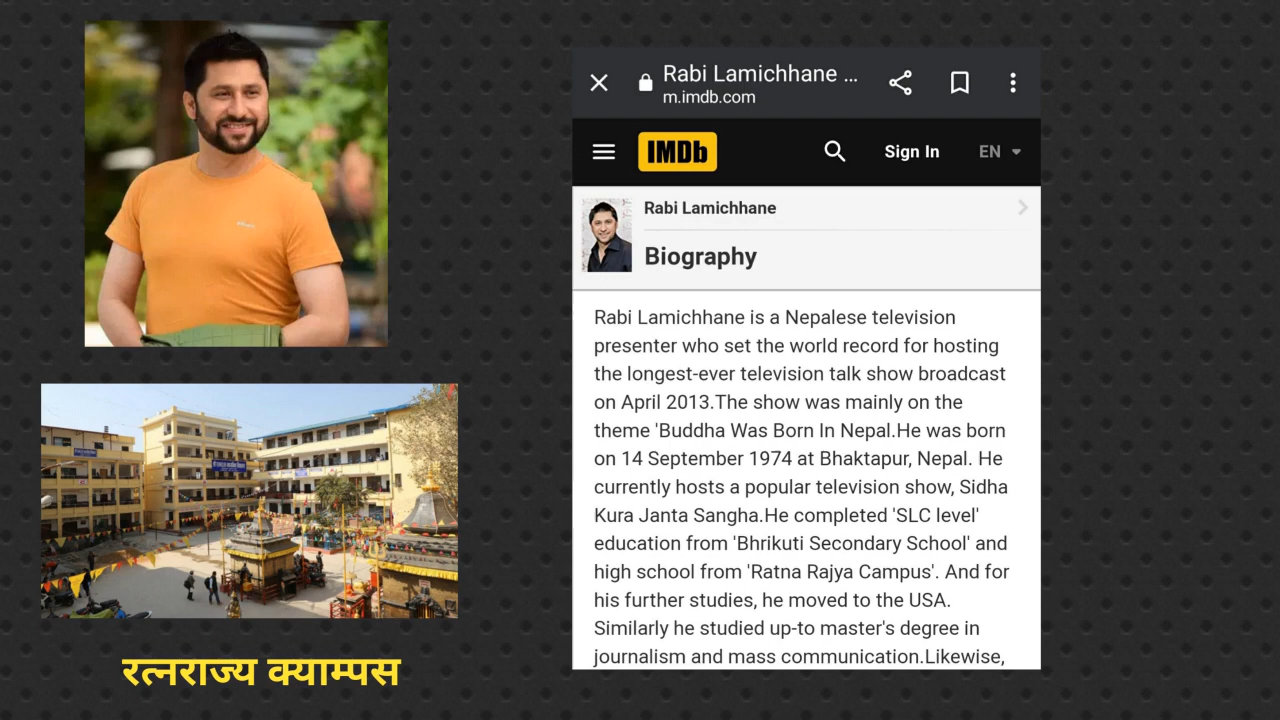 रत्नराज्य क्याम्पस
Rabi Lamichhane ...
m.imdb.com
IMDb
Sign In
EN
Rabi Lamichhane
Biography
Rabi Lamichhane is a Nepalese television
presenter who set the world record for hosting
the longest-ever television talk show broadcast
on April 2013.The show was mainly on the
theme 'Buddha Was Born In Nepal.He was born
on 14 September 1974 at Bhaktapur, Nepal. He
currently hosts a popular television show, Sidha
Kura Janta Sangha.He completed 'SLC level'
education from 'Bhrikuti Secondary School' and
high school from 'Ratna Rajya Campus'. And for
his further studies, he moved to the USA.
Similarly he studied up-to master's degree in
journalism and mass communication.Likewise,